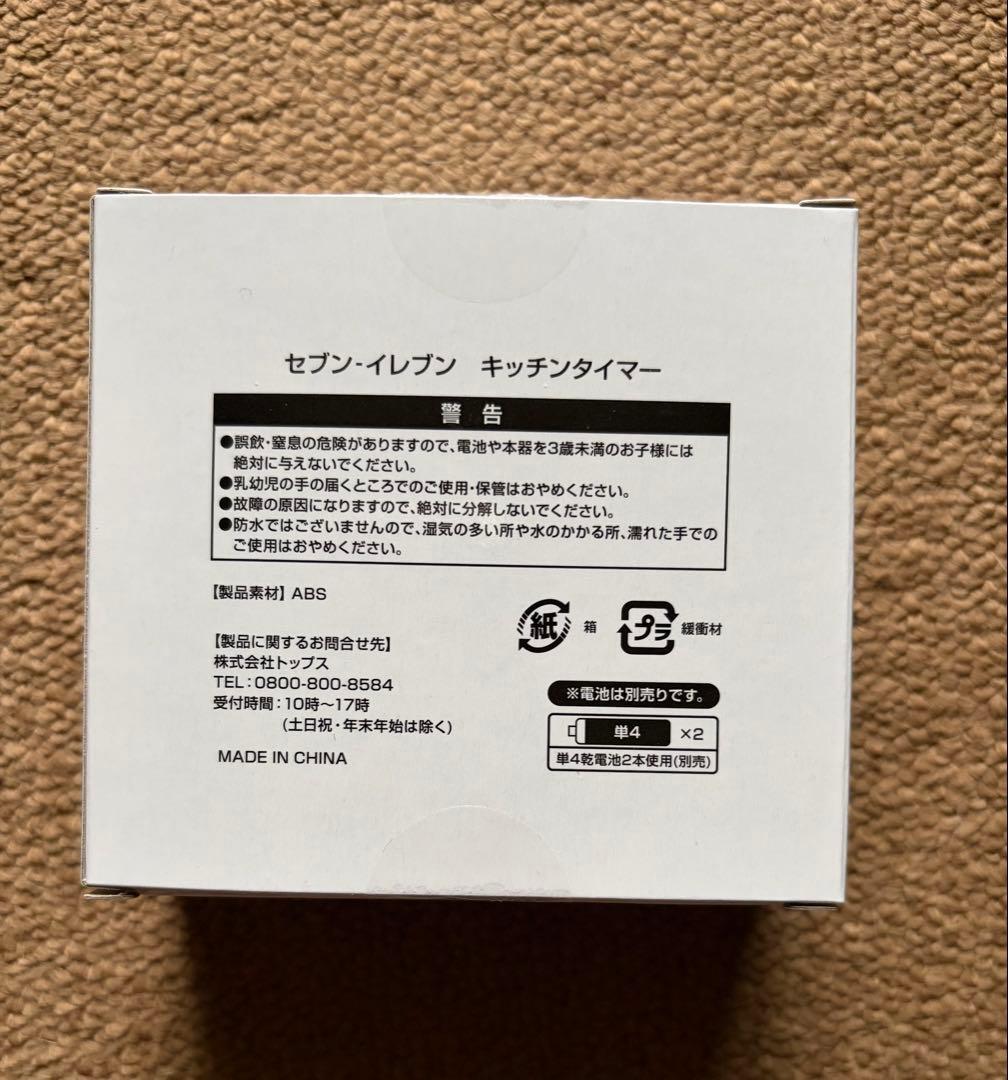 セブン-イレブン キッチンタイマー
警 告
●誤飲・窒息の危険がありますので、電池や本器を3歳未満のお子様には
絶対に与えないでください。
●乳幼児の手の届くところでのご使用・保管はおやめください。
●故障の原因になりますので、絶対に分解しないでください。
●防水ではございませんので、湿気の多い所や水のかかる所、濡れた手での
ご使用はおやめください。
【製品素材】ABS
紙 箱 プラ 緩衝材
【製品に関するお問合せ先】
株式会社トップス
TEL:0800-800-8584
受付時間:10時〜17時
(土日祝・年末年始は除く)
MADE IN CHINA
※電池は別売りです。
単4 ×2
単4乾電池2本使用(別売)